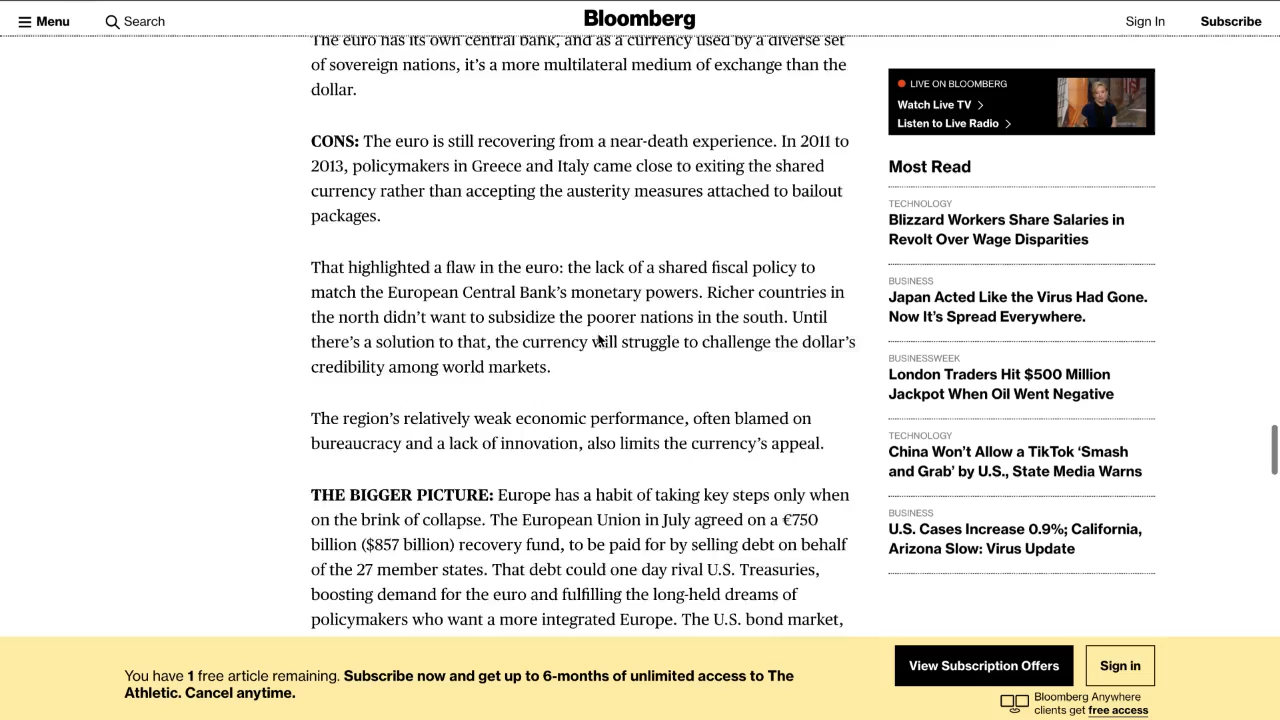 Menu
Search
Bloomberg
Sign In
Subscribe
The euro has its own central bank, and as a currency used by a diverse set
of sovereign nations, it's a more multilateral medium of exchange than the
dollar.
CONS: The euro is still recovering from a near-death experience. In 2011 to
2013, policymakers in Greece and Italy came close to exiting the shared
currency rather than accepting the austerity measures attached to bailout
packages.
That highlighted a flaw in the euro: the lack of a shared fiscal policy to
match the European Central Bank's monetary powers. Richer countries in
the north didn't want to subsidize the poorer nations in the south. Until
there's a solution to that, the currency will struggle to challenge the dollar's
credibility among world markets.
The region's relatively weak economic performance, often blamed on
bureaucracy and a lack of innovation, also limits the currency's appeal.
THE BIGGER PICTURE: Europe has a habit of taking key steps only when
on the brink of collapse. The European Union in July agreed on a €750
billion ($857 billion) recovery fund, to be paid for by selling debt on behalf
of the 27 member states. That debt could one day rival U.S. Treasuries,
boosting demand for the euro and fulfilling the long-held dreams of
policymakers who want a more integrated Europe. The U.S. bond market,
LIVE ON BLOOMBERG
Watch Live TV
Listen to Live Radio
Most Read
TECHNOLOGY
Blizzard Workers Share Salaries in
Revolt Over Wage Disparities
BUSINESS
Japan Acted Like the Virus Had Gone.
Now It's Spread Everywhere.
BUSINESSWEEK
London Traders Hit $500 Million
Jackpot When Oil Went Negative
TECHNOLOGY
China Won't Allow a TikTok 'Smash
and Grab' by U.S., State Media Warns
BUSINESS
U.S. Cases Increase 0.9%; California,
Arizona Slow: Virus Update
You have 1 free article remaining. Subscribe now and get up to 6-months of unlimited access to The
Athletic. Cancel anytime.
View Subscription Offers
Sign in
Bloomberg Anywhere
clients get free access